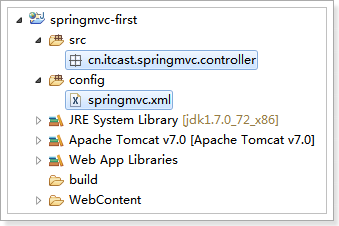 springmvc-first
src
cn.itcast.springmvc.controller
config
springmvc.xml
JRE System Library [jdk1.7.0_72_x86]
Apache Tomcat v7.0 [Apache Tomcat v7.0]
Web App Libraries
build
WebContent